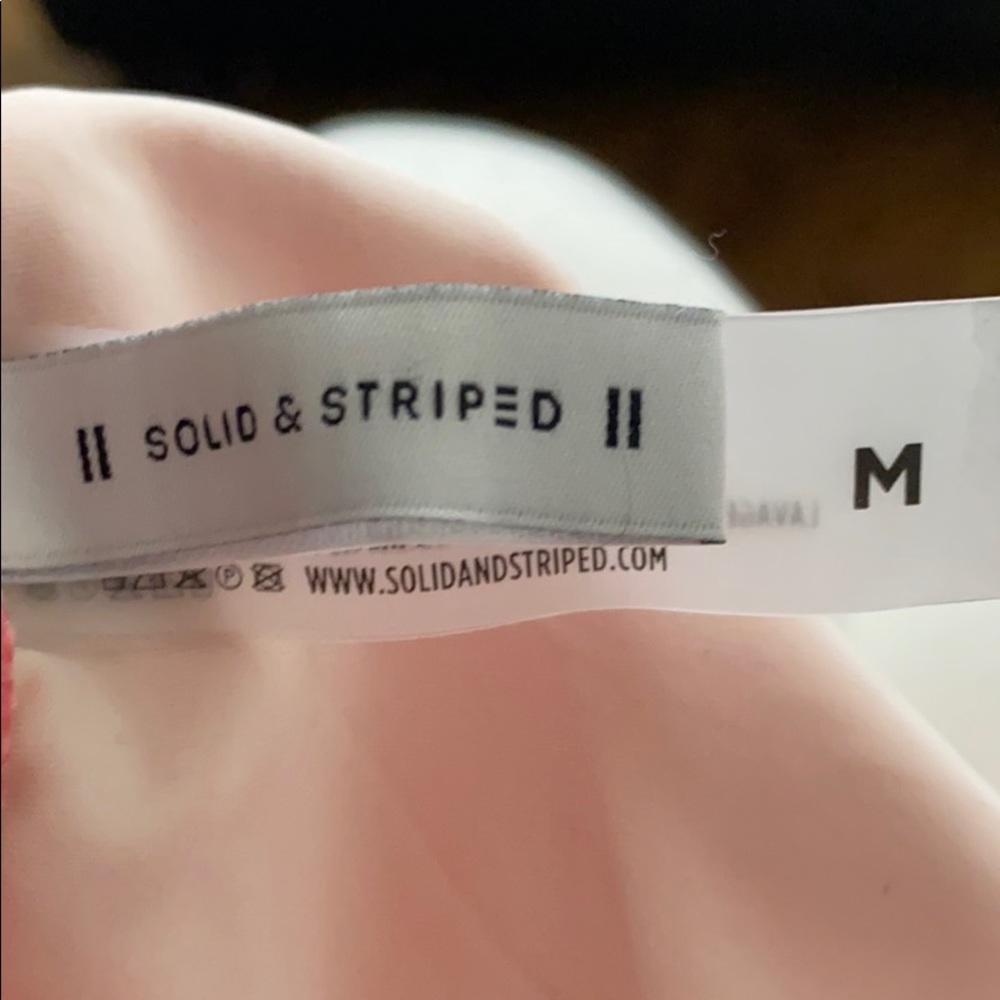 || SOLID & STRIPED ||
M
WWW.SOLIDANDSTRIPED.COM